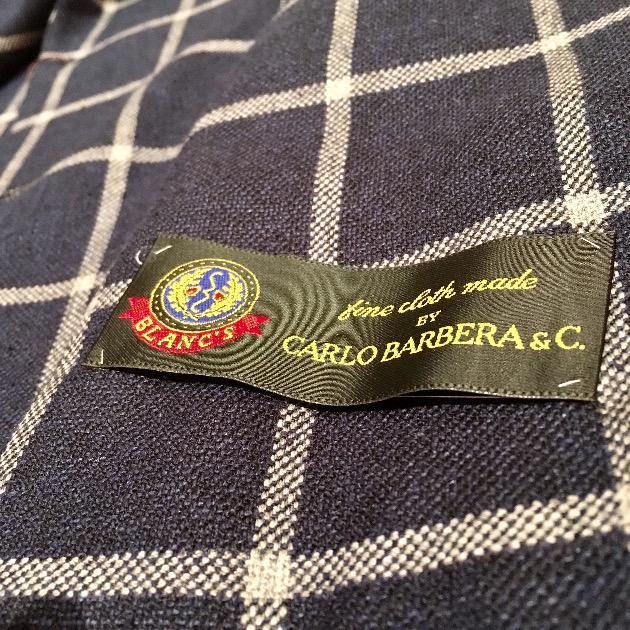 BLANC'S
fine cloth made
BY
CARLO BARBERA & C.